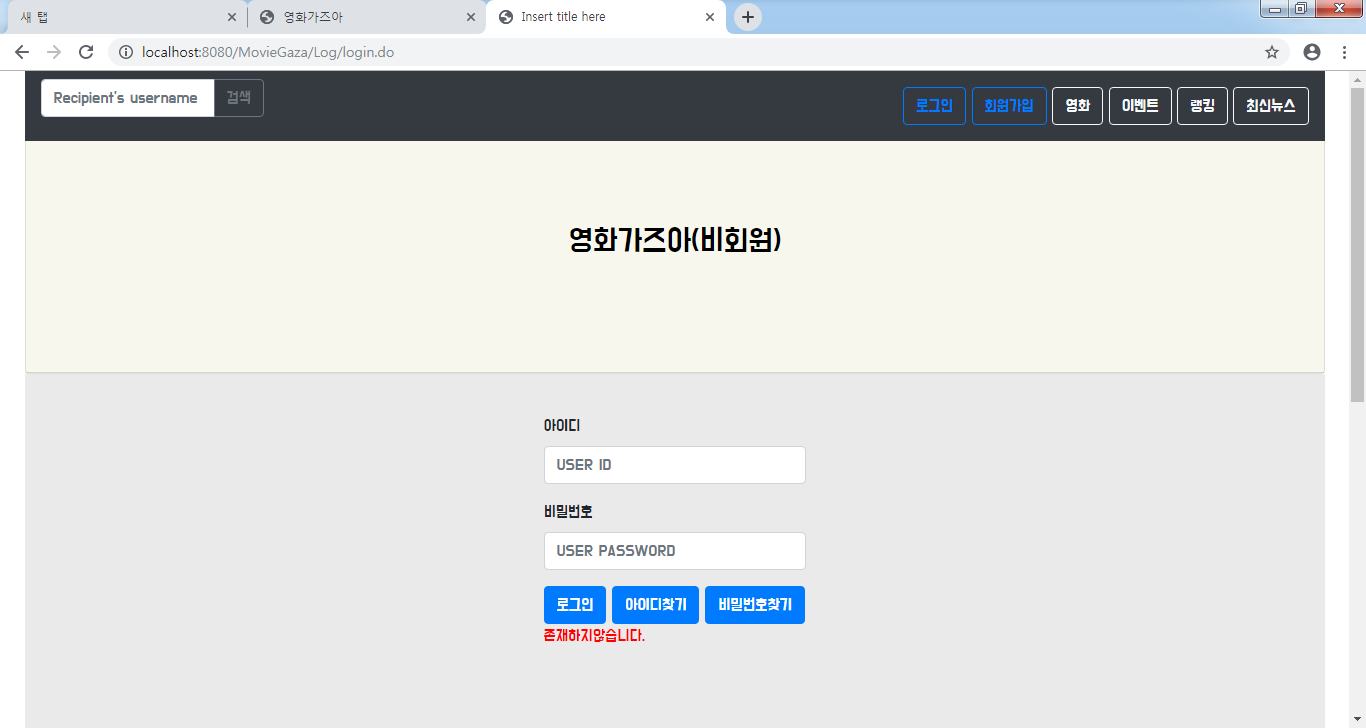 새 탭
영화가즈아
Insert title here
localhost:8080/MovieGaza/Log/login.do
Recipient's username 검색
로그인 회원가입 영화 이벤트 랭킹 최신뉴스
영화가즈아(비회원)
아이디
USER ID
비밀번호
USER PASSWORD
로그인 아이디찾기 비밀번호찾기
존재하지않습니다.